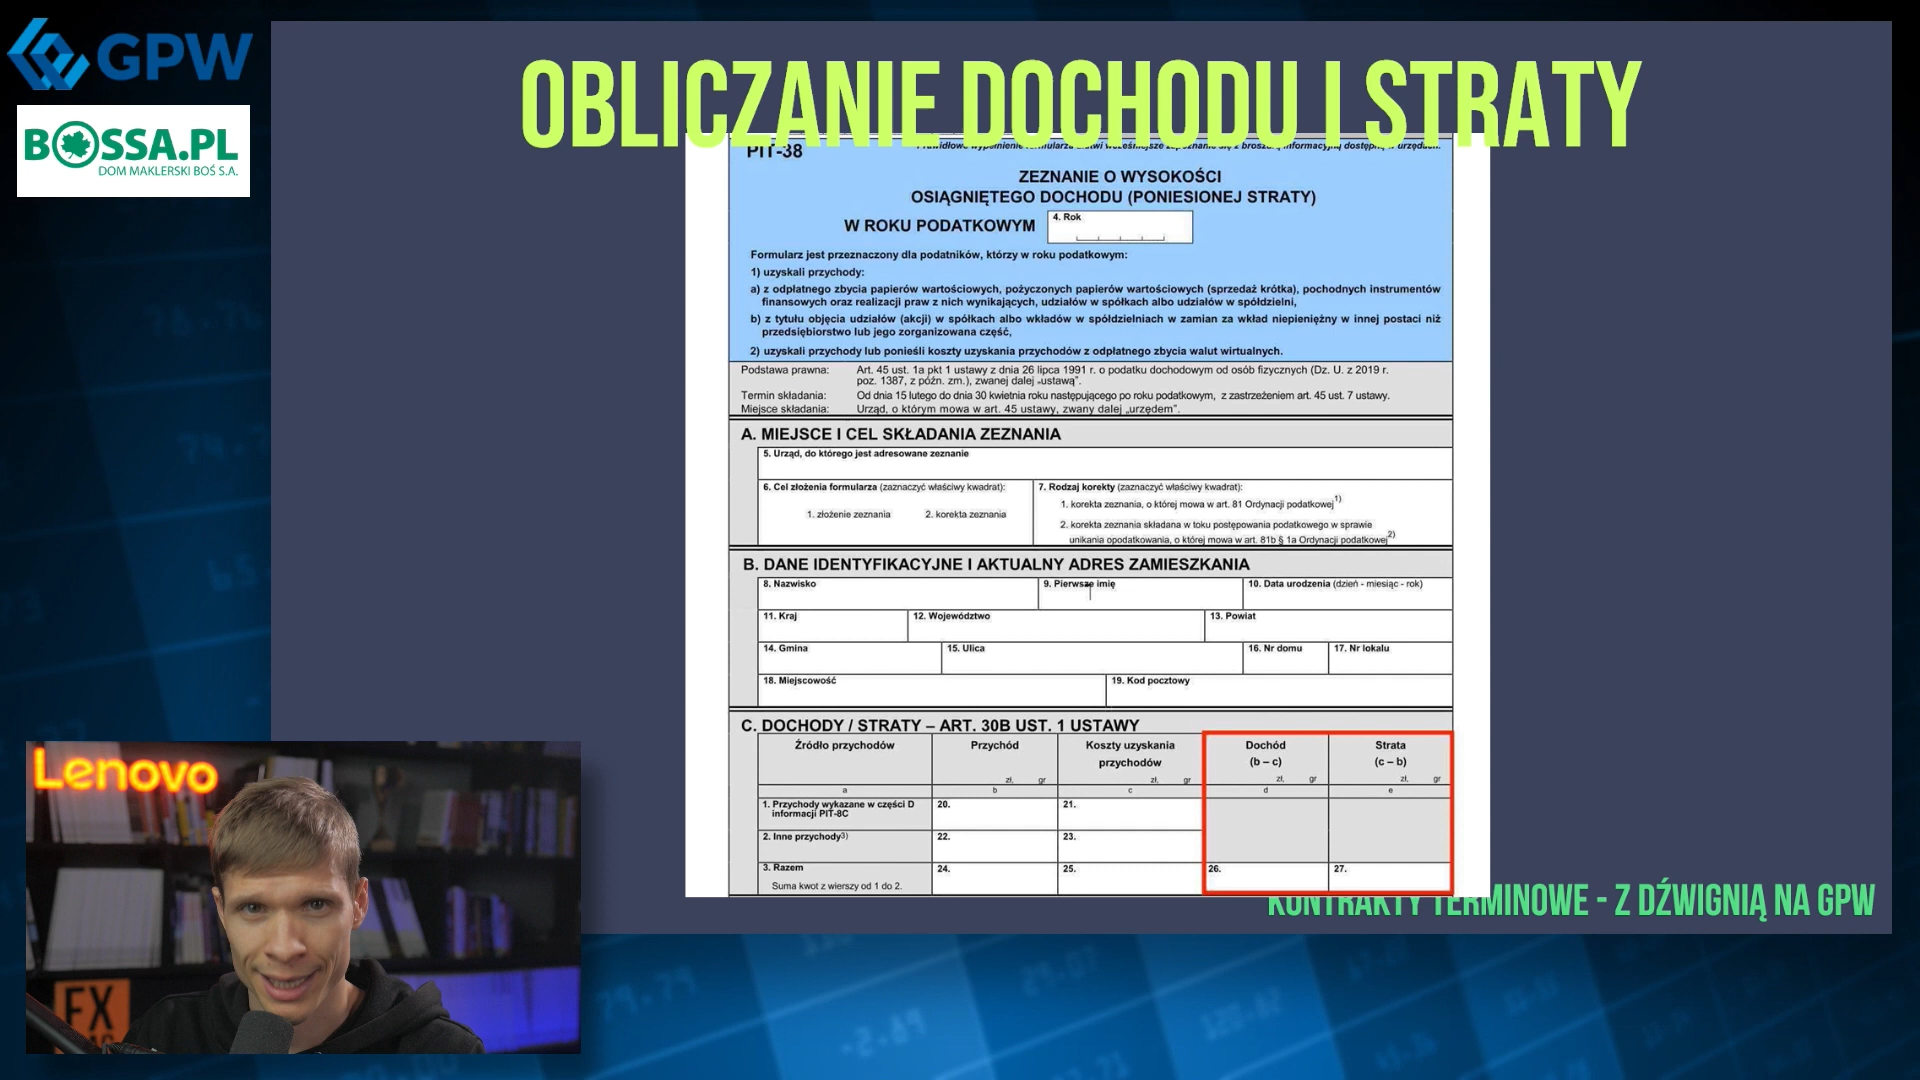 GPW
BOSSA.PL
DOM MAKLERSKI BOŚ S.A.
OBLICZANIE DOCHODU I STRATY
PIT-38
ZEZNANIE O WYSOKOŚCI
OSIĄGNIĘTEGO DOCHODU (PONIESIONEJ STRATY)
W ROKU PODATKOWYM
4. Rok
Formularz jest przeznaczony dla podatników, którzy w roku podatkowym:
1) uzyskali przychody:
a) z odpłatnego zbycia papierów wartościowych, pożyczonych papierów wartościowych (sprzedaż krótka), pochodnych instrumentów
finansowych oraz realizacji praw z nich wynikających, udziałów w spółkach albo udziałów w spółdzielni,
b) z tytułu objęcia udziałów (akcji) w spółkach albo wkładów w spółdzielniach w zamian za wkład niepieniężny w innej postaci niż
przedsiębiorstwo lub jego zorganizowana część,
2) uzyskali przychody lub ponieśli koszty uzyskania przychodów z odpłatnego zbycia walut wirtualnych.
Podstawa prawna: Art. 45 ust. 1a pkt 1 ustawy z dnia 26 lipca 1991 r. o podatku dochodowym od osób fizycznych (Dz. U. z 2019 r.
poz. 1387, z późn. zm.), zwanej dalej „ustawą”.
Termin składania: Od dnia 15 lutego do dnia 30 kwietnia roku następującego po roku podatkowym, z zastrzeżeniem art. 45 ust. 7 ustawy.
Miejsce składania: Urząd, o którym mowa w art. 45 ustawy, zwany dalej „urzędem”.
A. MIEJSCE I CEL SKŁADANIA ZEZNANIA
5. Urząd, do którego jest adresowane zeznanie
6. Cel złożenia formularza (zaznaczyć właściwy kwadrat):
1. złożenie zeznania 2. korekta zeznania
7. Rodzaj korekty (zaznaczyć właściwy kwadrat):
1. korekta zeznania, o której mowa w art. 81 Ordynacji podatkowej1)
2. korekta zeznania składana w toku postępowania podatkowego w sprawie
unikania opodatkowania, o której mowa w art. 81b § 1a Ordynacji podatkowej2)
B. DANE IDENTYFIKACYJNE I AKTUALNY ADRES ZAMIESZKANIA
8. Nazwisko 9. Pierwsze imię 10. Data urodzenia (dzień - miesiąc - rok)
11. Kraj 12. Województwo 13. Powiat
14. Gmina 15. Ulica 16. Nr domu 17. Nr lokalu
18. Miejscowość 19. Kod pocztowy
C. DOCHODY / STRATY – ART. 30B UST. 1 USTAWY
Źródło przychodów Przychód Koszty uzyskania przychodów Dochód (b – c) Strata (c – b)
zł, gr zł, gr zł, gr zł, gr
a b c d e
1. Przychody wykazane w części D 20. 21.
informacji PIT-8C
2. Inne przychody3) 22. 23.
3. Razem 24. 25. 26. 27.
Suma kwot z wierszy od 1 do 2.
KONTRAKTY TERMINOWE - Z DŹWIGNIĄ NA GPW
Lenovo
FX